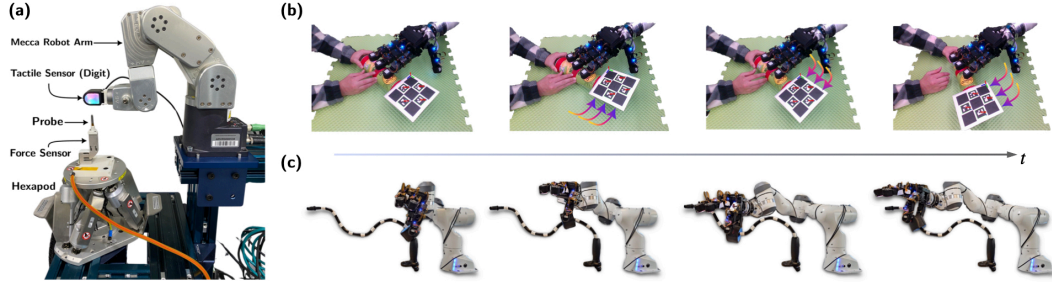 (a)
Mecca Robot Arm
Tactile Sensor (Digit)
Probe
Force Sensor
Hexapod
(b)
(c)
t